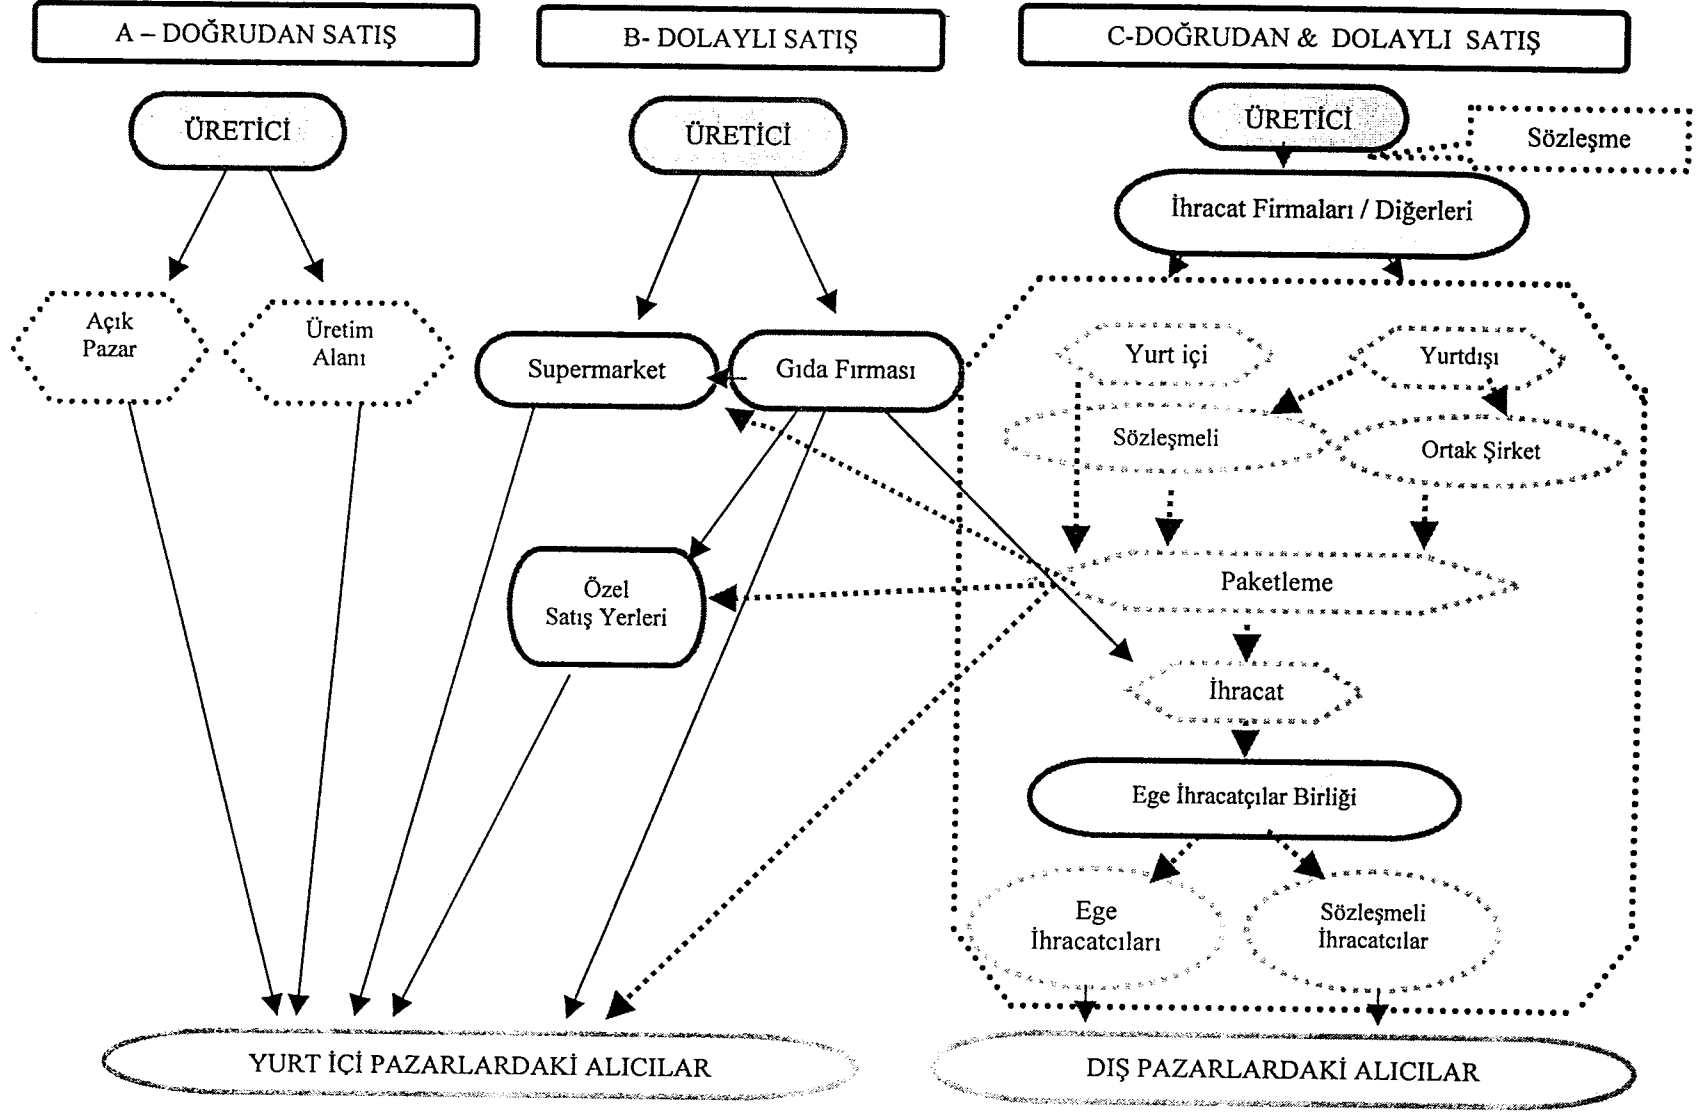 A – DOĞRUDAN SATIŞ
B- DOLAYLI SATIŞ
C-DOĞRUDAN & DOLAYLI SATIŞ
ÜRETİCİ
ÜRETİCİ
ÜRETİCİ
Sözleşme
İhracat Firmaları / Diğerleri
Açık
Pazar
Üretim
Alanı
Supermarket
Gıda Fırması
Yurt içi
Yurtdışı
Sözleşmeli
Ortak Şirket
Özel
Satış Yerleri
Paketleme
İhracat
Ege İhracatçılar Birliği
Ege
İhracatcıları
Sözleşmeli
İhracatcılar
YURT İÇİ PAZARLARDAKİ ALICILAR
DIŞ PAZARLARDAKİ ALICILAR